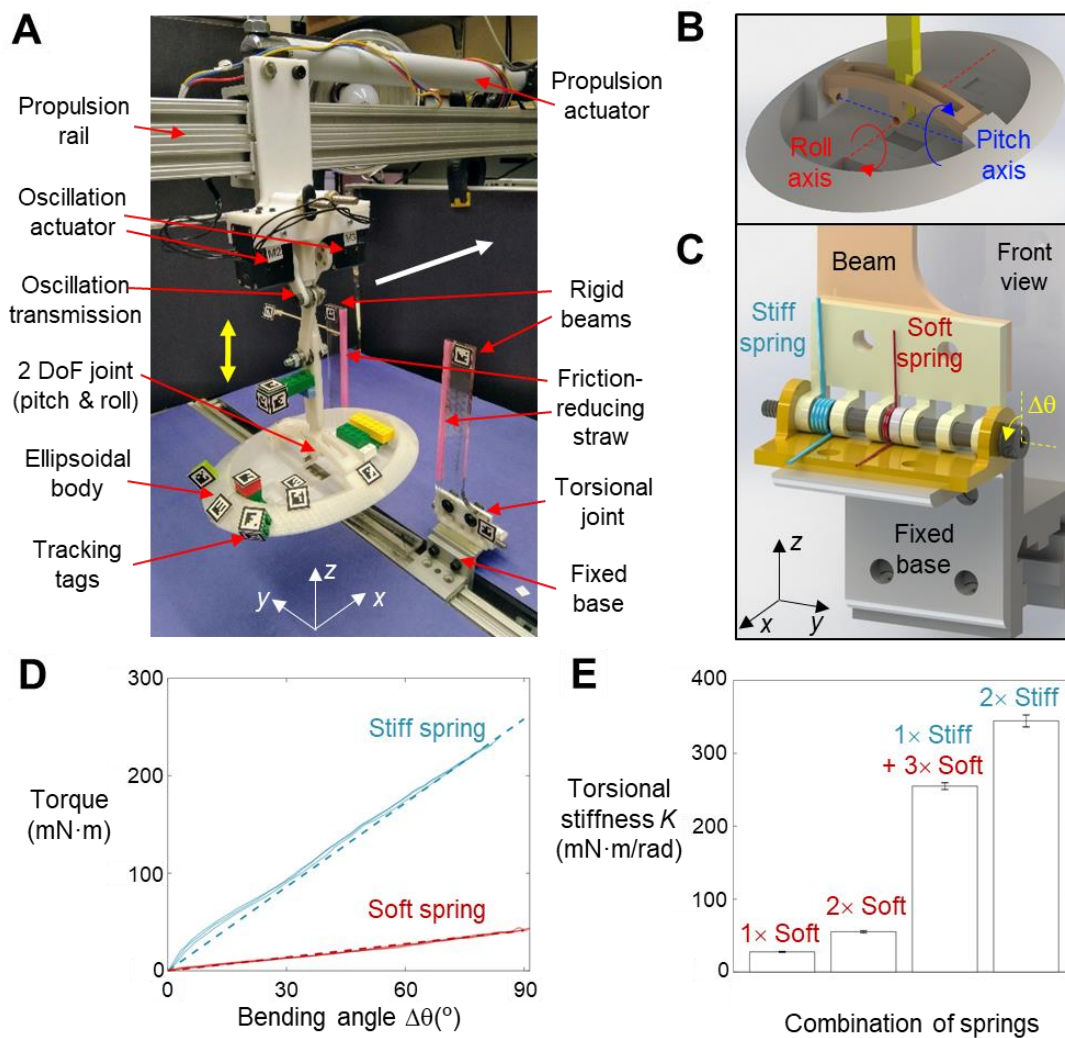 A
Propulsion
rail
Oscillation
actuator
Oscillation
transmission
2 DoF joint
(pitch & roll)
Ellipsoidal
body
Tracking
tags
Propulsion
actuator
Rigid
beams
Friction-
reducing
straw
Torsional
joint
Fixed
base
M2
z
y
x
B
Roll
axis
Pitch
axis
C
Beam
Front
view
Stiff
spring
Soft
spring
Δθ
Fixed
base
z
x
y
D
300
200
100
0
Torque
(mN·m)
Stiff spring
Soft spring
0
30
60
90
Bending angle Δθ(º)
E
400
300
200
100
0
Torsional
stiffness K
(mN·m/rad)
1× Soft
2× Soft
1× Stiff
+ 3× Soft
2× Stiff
Combination of springs